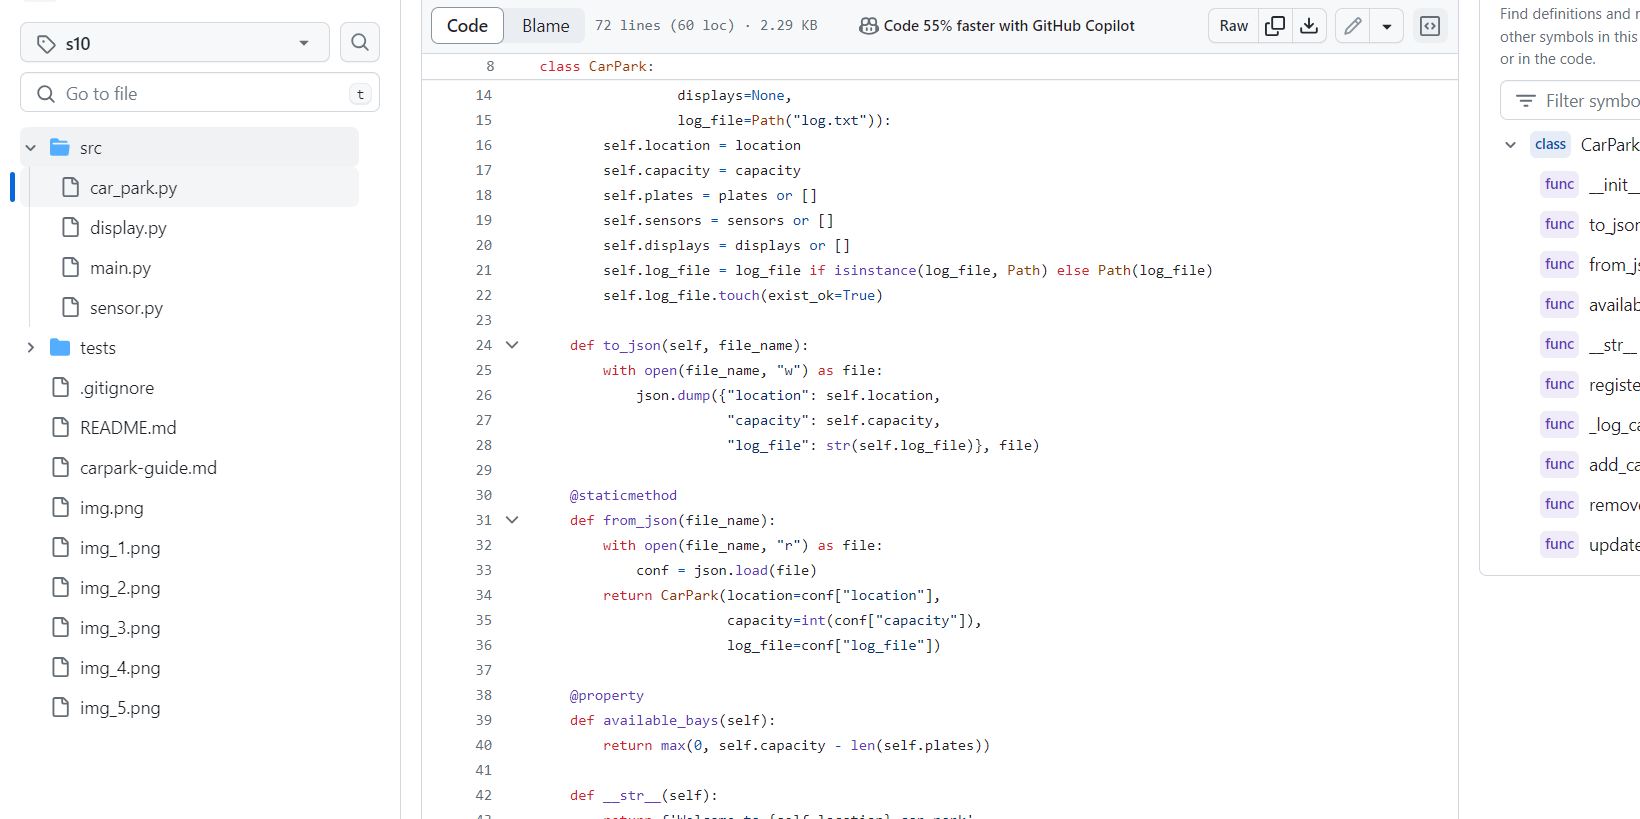 s10
Go to file
t
src
car_park.py
display.py
main.py
sensor.py
tests
.gitignore
README.md
carpark-guide.md
img.png
img_1.png
img_2.png
img_3.png
img_4.png
img_5.png
Code Blame 72 lines (60 loc) · 2.29 KB Code 55% faster with GitHub Copilot Raw
8 class CarPark:
14 displays=None,
15 log_file=Path("log.txt")):
16 self.location = location
17 self.capacity = capacity
18 self.plates = plates or []
19 self.sensors = sensors or []
20 self.displays = displays or []
21 self.log_file = log_file if isinstance(log_file, Path) else Path(log_file)
22 self.log_file.touch(exist_ok=True)
23
24 def to_json(self, file_name):
25 with open(file_name, "w") as file:
26 json.dump({"location": self.location,
27 "capacity": self.capacity,
28 "log_file": str(self.log_file)}, file)
29
30 @staticmethod
31 def from_json(file_name):
32 with open(file_name, "r") as file:
33 conf = json.load(file)
34 return CarPark(location=conf["location"],
35 capacity=int(conf["capacity"]),
36 log_file=conf["log_file"])
37
38 @property
39 def available_bays(self):
40 return max(0, self.capacity - len(self.plates))
41
42 def __str__(self):
43 return f'Welcome to {self.location} car park'
Find definitions and
other symbols in this
or in the code.
Filter symbo
class CarPark
func __init__
func to_jso
func from_j
func availab
func __str__
func registe
func _log_ca
func add_ca
func remov
func update